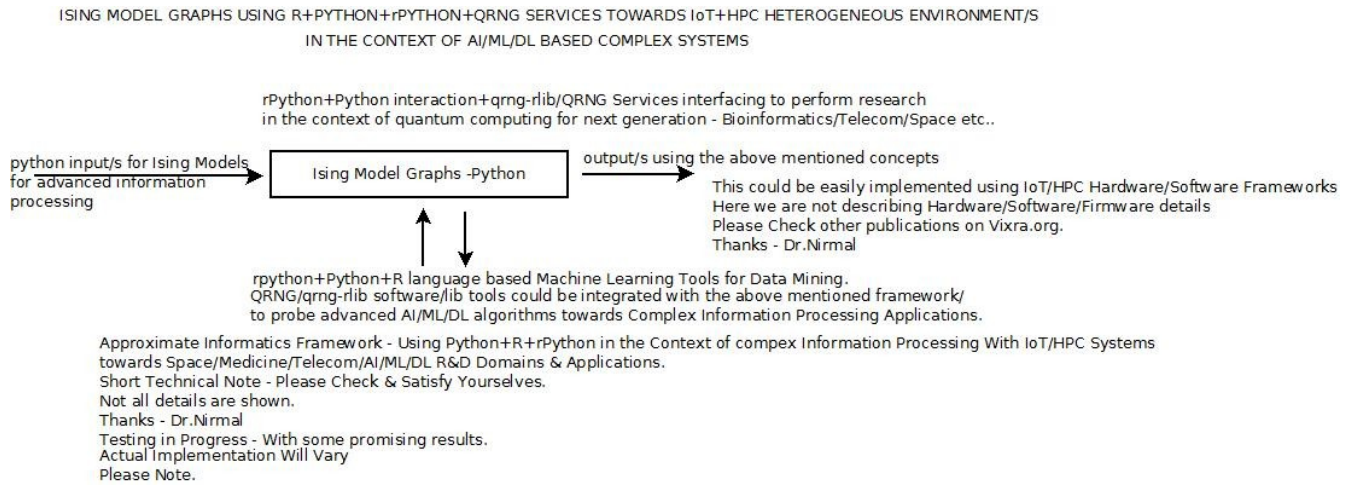 ISING MODEL GRAPHS USING R+PYTHON+rPYTHON+QRNG SERVICES TOWARDS IoT+HPC HETEROGENEOUS ENVIRONMENT/S
IN THE CONTEXT OF AI/ML/DL BASED COMPLEX SYSTEMS
rPython+Python interaction+qrng-rlib/QRNG Services interfacing to perform research
in the context of quantum computing for next generation - Bioinformatics/Telecom/Space etc..
python input/s for Ising Models
for advanced information
processing
Ising Model Graphs -Python
output/s using the above mentioned concepts
This could be easily implemented using IoT/HPC Hardware/Software Frameworks
Here we are not describing Hardware/Software/Firmware details
Please Check other publications on Vixra.org.
Thanks - Dr.Nirmal
rpython+Python+R language based Machine Learning Tools for Data Mining.
QRNG/qrng-rlib software/lib tools could be integrated with the above mentioned framework/
to probe advanced AI/ML/DL algorithms towards Complex Information Processing Applications.
Approximate Informatics Framework - Using Python+R+rPython in the Context of compex Information Processing With IoT/HPC Systems
towards Space/Medicine/Telecom/AI/ML/DL R&D Domains & Applications.
Short Technical Note - Please Check & Satisfy Yourselves.
Not all details are shown.
Thanks - Dr.Nirmal
Testing in Progress - With some promising results.
Actual Implementation Will Vary
Please Note.